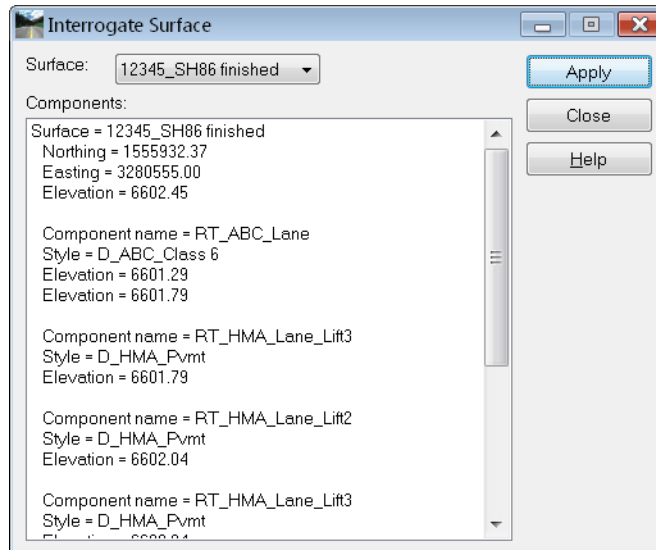 Interrogate Surface
Surface: 12345_SH86 finished
Apply
Components:
Close
Help
Surface = 12345_SH86 finished
Northing = 1555932.37
Easting = 3280555.00
Elevation = 6602.45
Component name = RT_ABC_Lane
Style = D_ABC_Class 6
Elevation = 6601.29
Elevation = 6601.79
Component name = RT_HMA_Lane_Lift3
Style = D_HMA_Pvmt
Elevation = 6601.79
Component name = RT_HMA_Lane_Lift2
Style = D_HMA_Pvmt
Elevation = 6602.04
Component name = RT_HMA_Lane_Lift3
Style = D_HMA_Pvmt